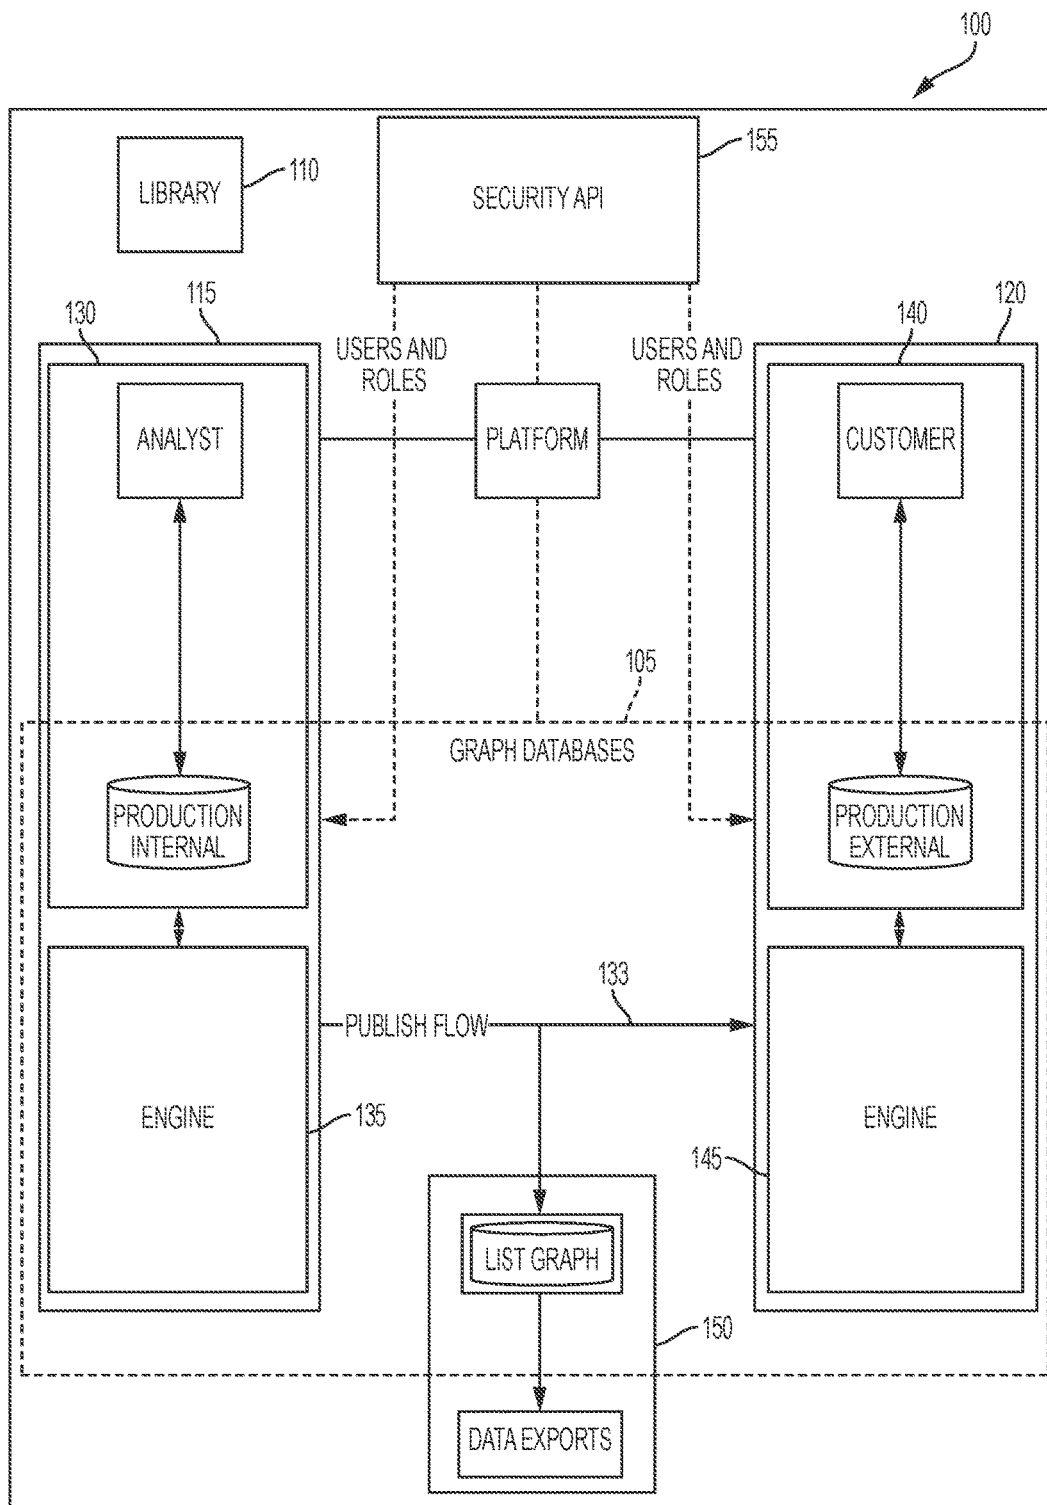 100
LIBRARY
110
SECURITY API
155
130
115
USERS AND
ROLES
USERS AND
ROLES
140
120
ANALYST
PLATFORM
CUSTOMER
105
GRAPH DATABASES
PRODUCTION
INTERNAL
PRODUCTION
EXTERNAL
133
PUBLISH FLOW
ENGINE
135
ENGINE
145
LIST GRAPH
150
DATA EXPORTS